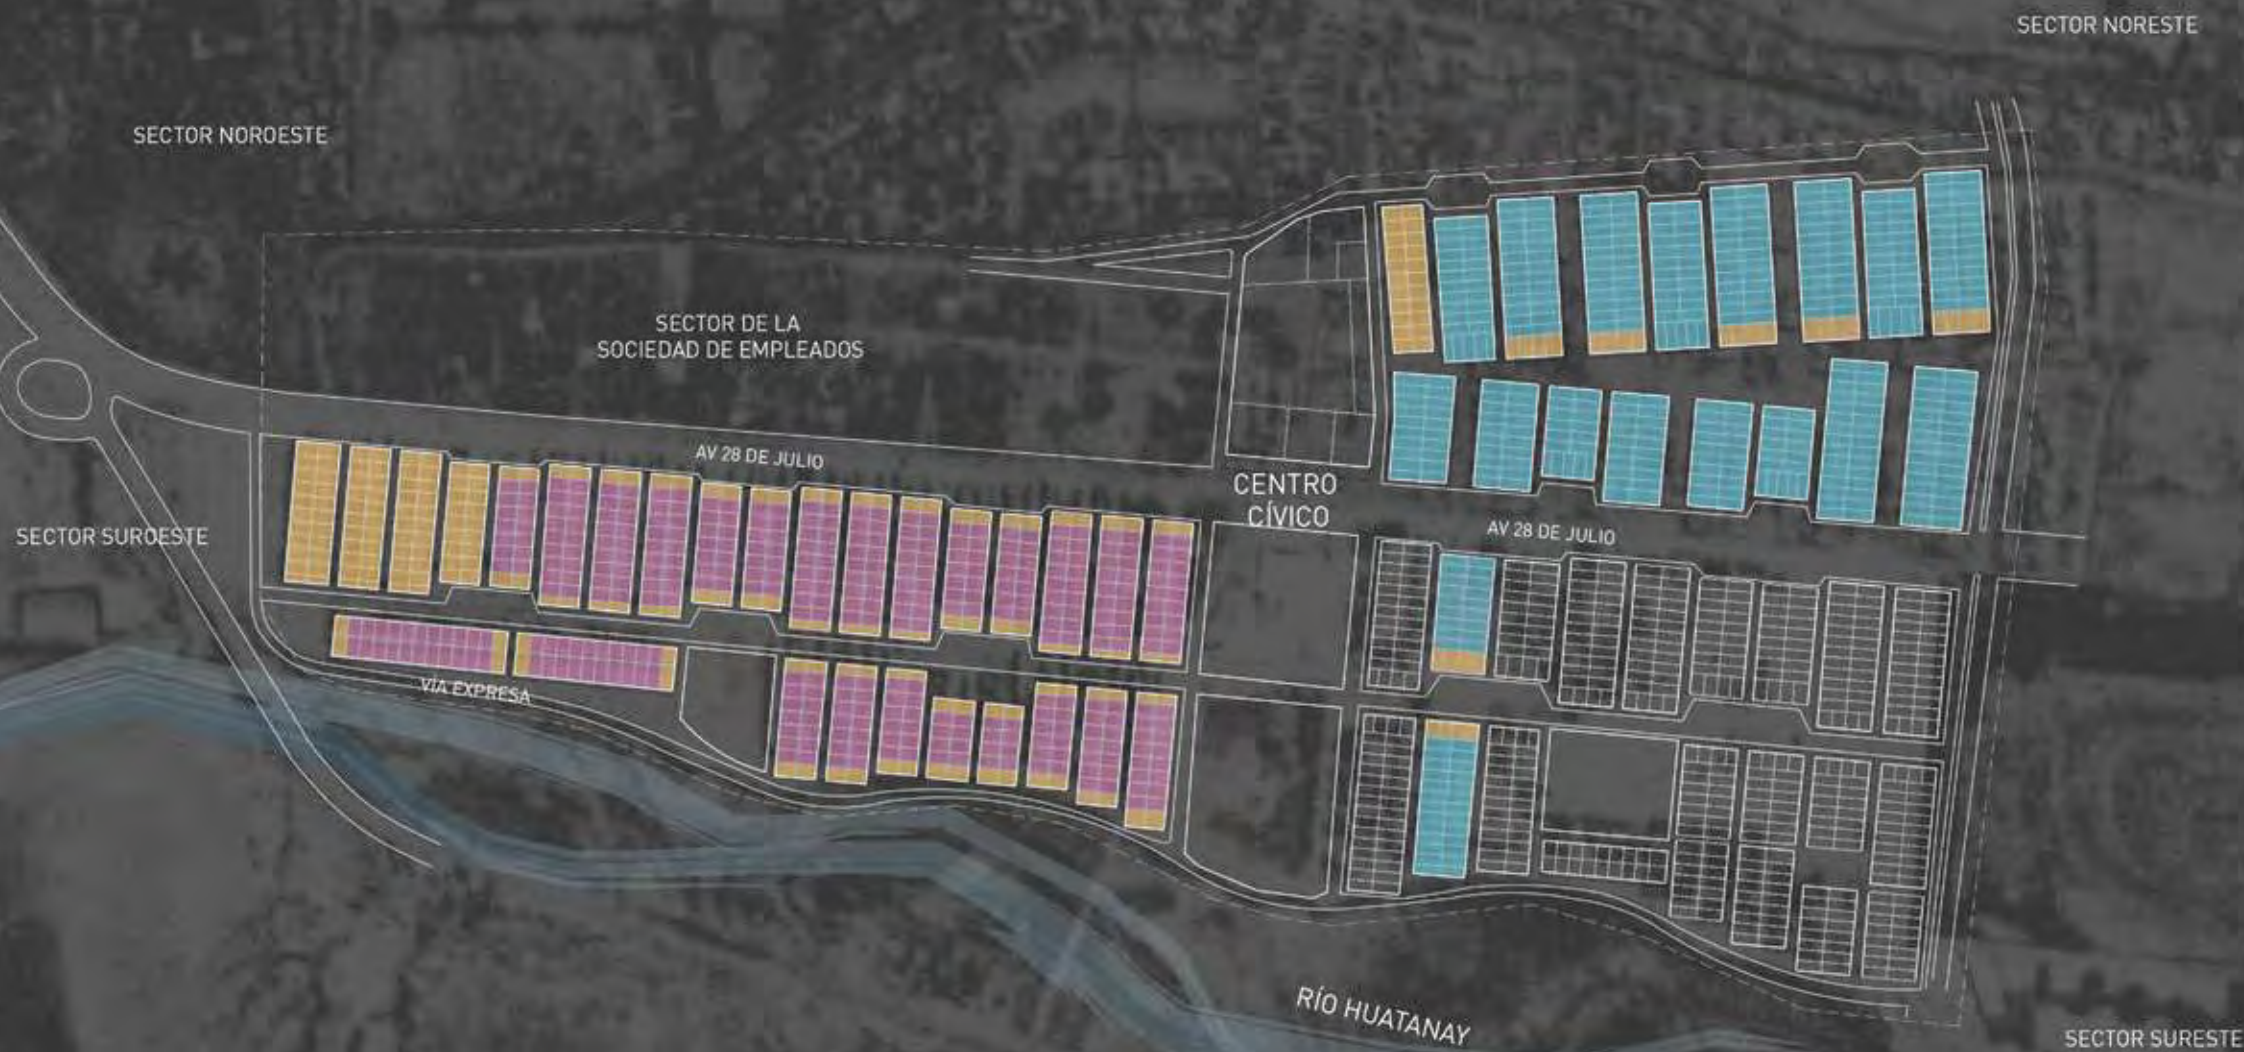 SECTOR NORESTE
SECTOR NOROESTE
SECTOR DE LA
SOCIEDAD DE EMPLEADOS
AV 28 DE JULIO
CENTRO
CÍVICO
AV 28 DE JULIO
SECTOR SUROESTE
VÍA EXPRESA
RÍO HUATANAY
SECTOR SURESTE